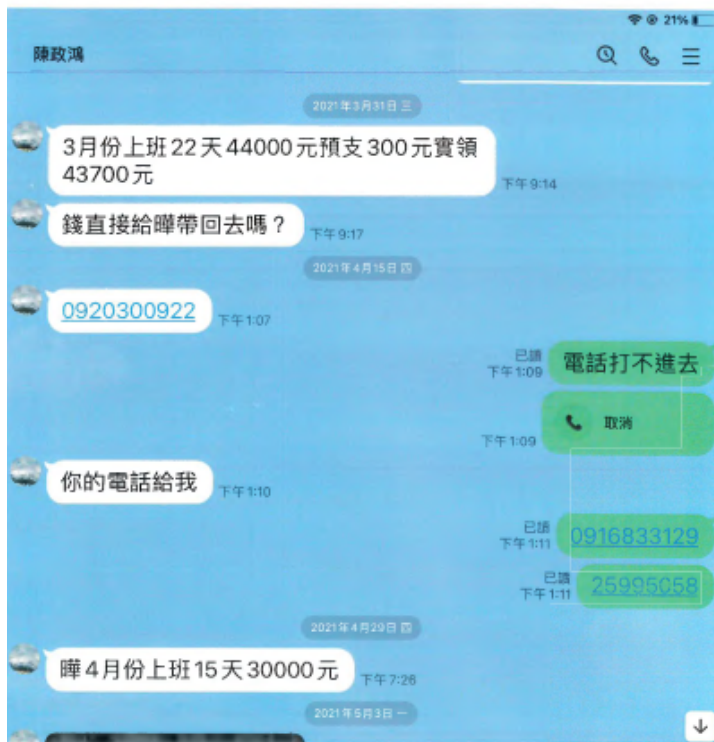 21%
陳政鴻
2021年3月31日 三
3月份上班22天44000元預支300元實領
43700元
下午9:14
錢直接給曄帶回去嗎？
下午9:17
2021年4月15日 四
0920300922
下午1:07
已讀
下午1:09
電話打不進去
取消
下午1:09
你的電話給我
下午1:10
已讀
下午1:11
0916833129
已讀
下午1:11
25995058
2021年4月29日 四
曄4月份上班15天30000元
下午7:26
2021年5月3日 一